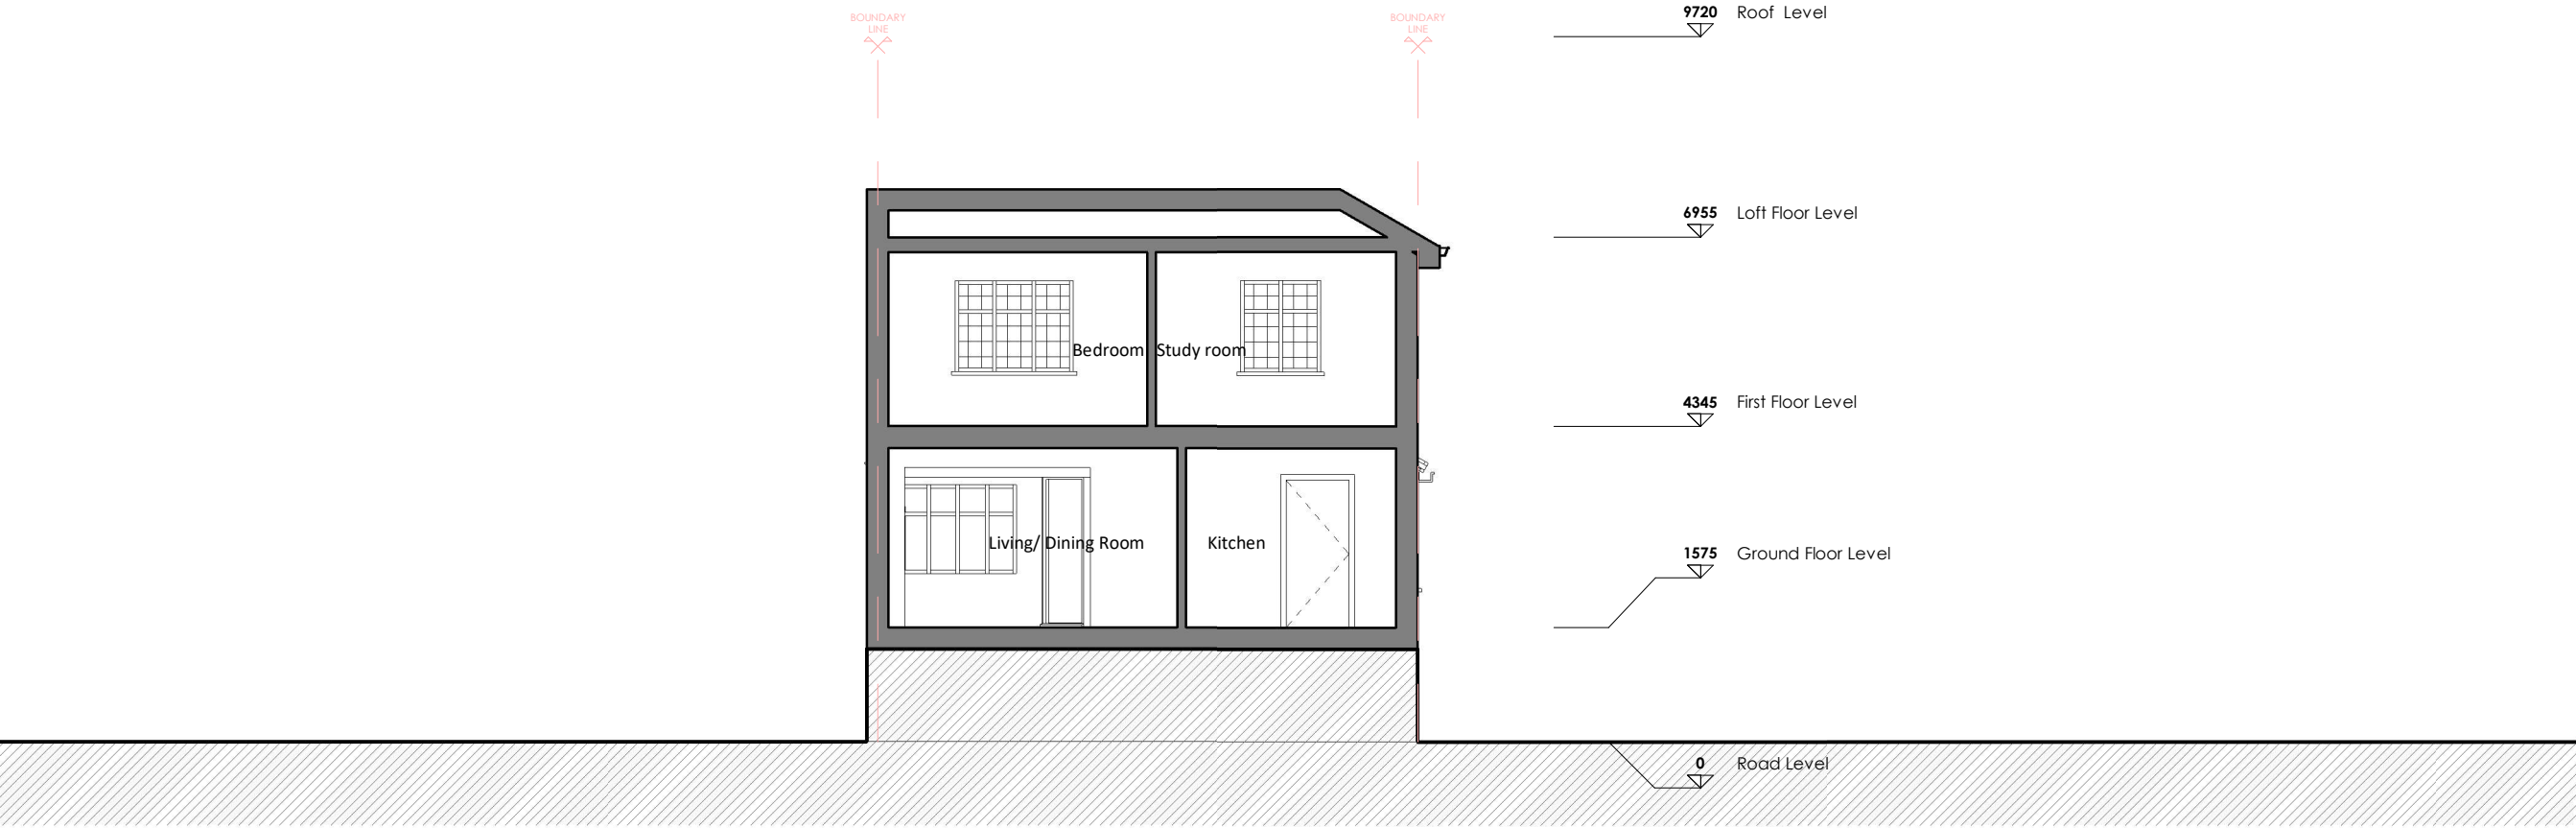 BOUNDARY
LINE
BOUNDARY
LINE
9720 Roof Level
6955 Loft Floor Level
Bedroom
Study room
4345 First Floor Level
Living/ Dining Room
Kitchen
1575 Ground Floor Level
0 Road Level